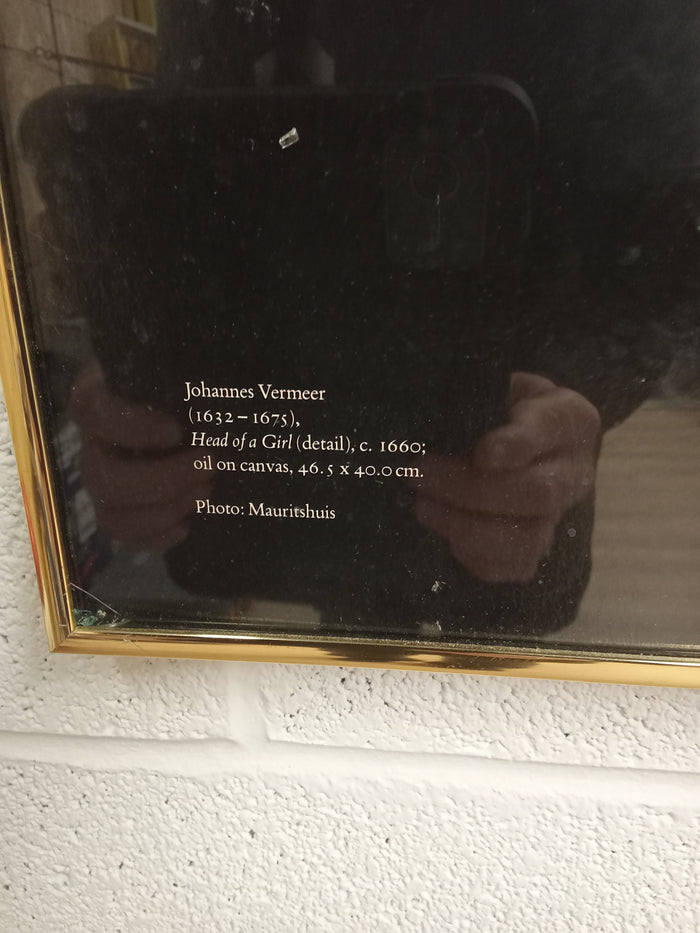 Johannes Vermeer
(1632 – 1675),
Head of a Girl (detail), c. 1660;
oil on canvas, 46.5 x 40.0 cm.
Photo: Mauritshuis